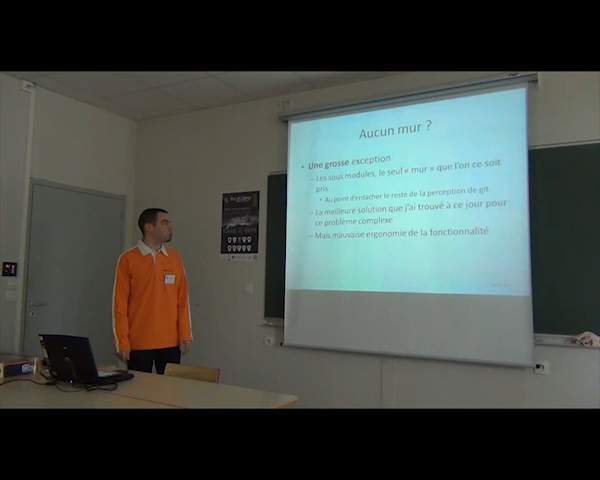 Aucun mur ?
• Une grosse exception
– Les sous modules, le seul « mur » que l'on ce soit
pris
• Au point d'entacher le reste de la perception de git
– La meilleure solution que j'ai trouvé à ce jour pour
ce problème complexe
– Mais mauvaise ergonomie de la fonctionnalité